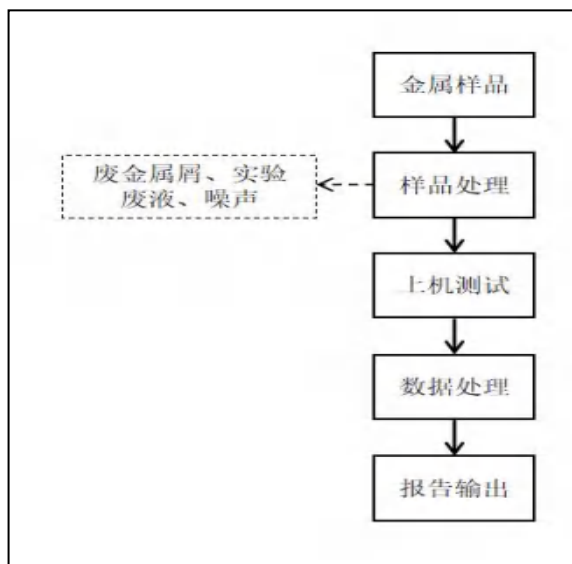 金属样品
废金属屑、实验
废液、噪声
样品处理
上机测试
数据处理
报告输出